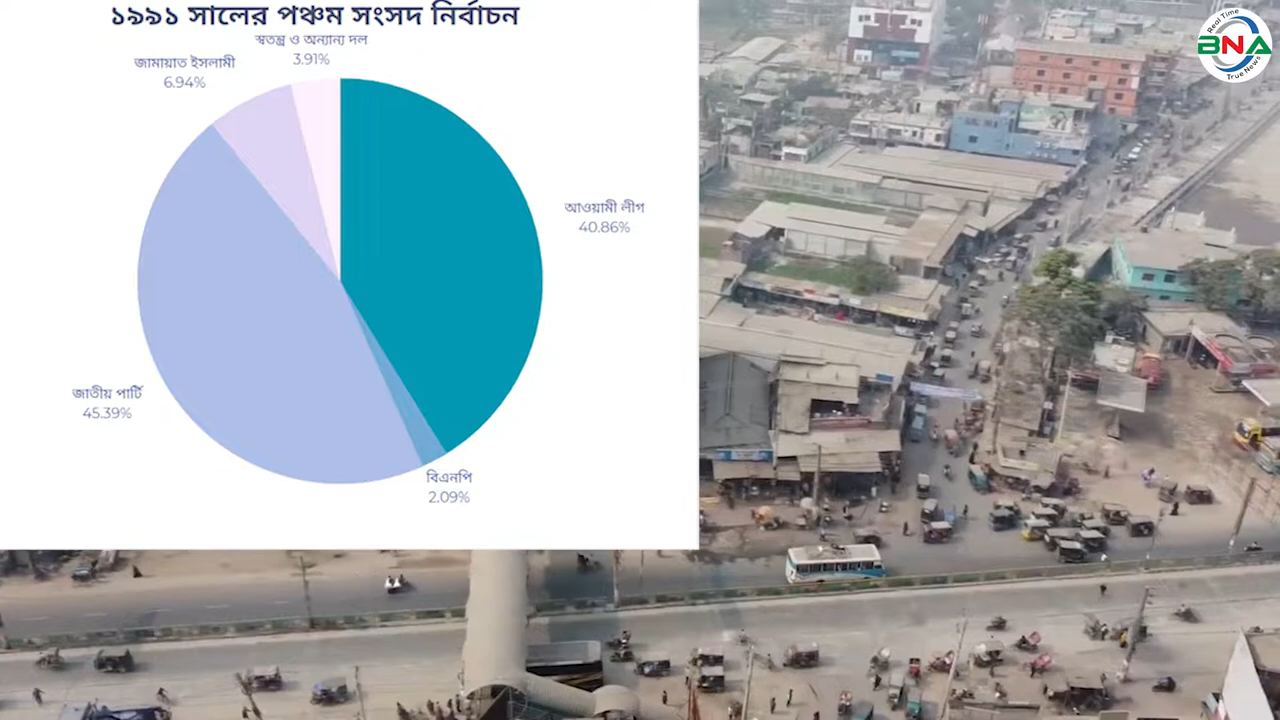 ১৯৯১ সালের পঞ্চম সংসদ নির্বাচন
স্বতন্ত্র ও অন্যান্য দল
3.91%
জামায়াত ইসলামী
6.94%
আওয়ামী লীগ
40.86%
জাতীয় পার্টি
45.39%
বিএনপি
2.09%
Real Time
BNA
True News